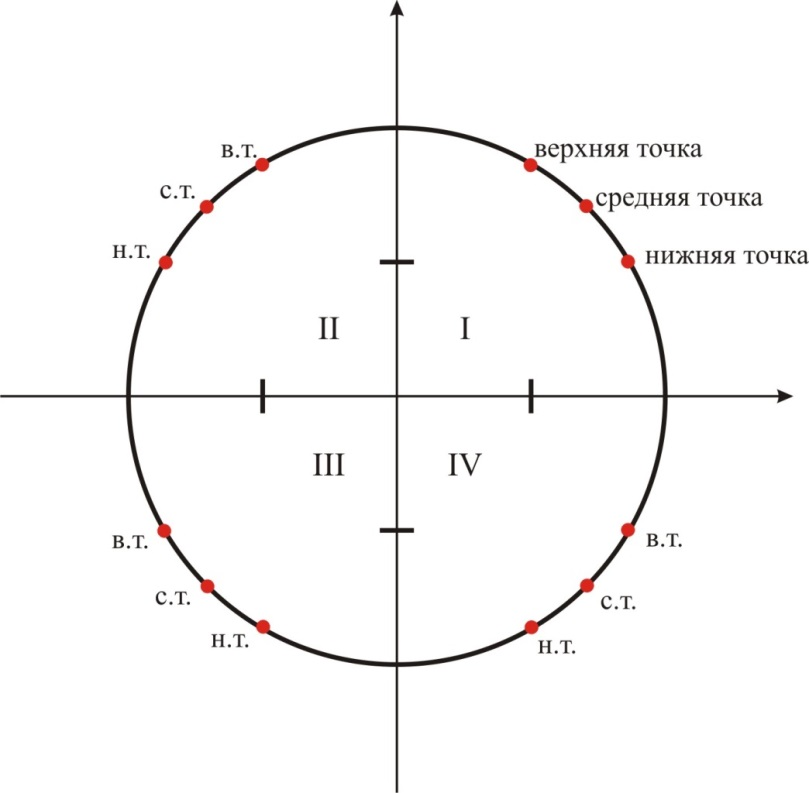 в.т.
верхняя точка
с.т.
средняя точка
н.т.
нижняя точка
II
I
III
IV
в.т.
в.т.
с.т.
с.т.
н.т.
н.т.